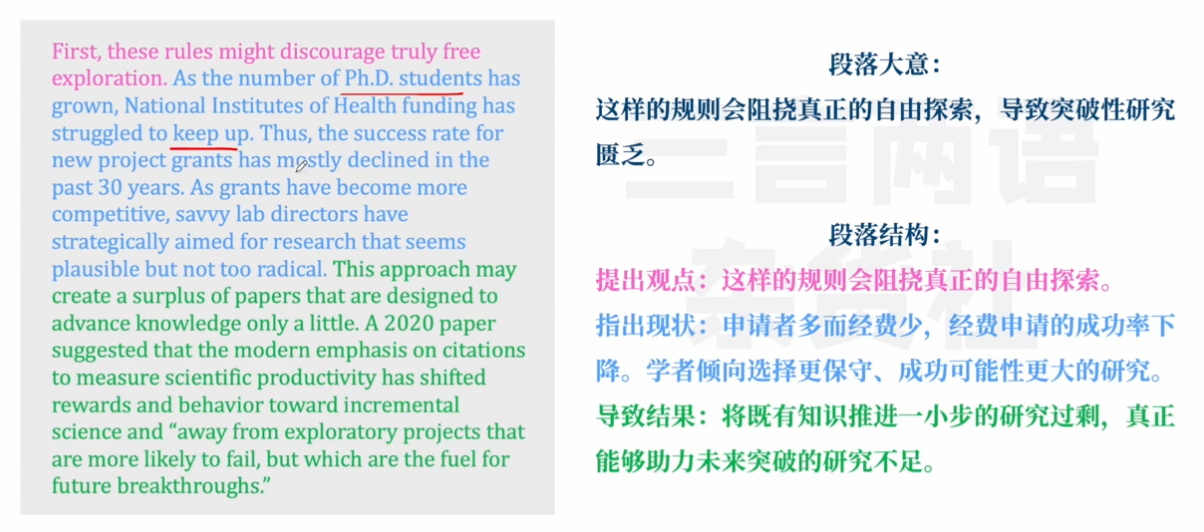 First, these rules might discourage truly free
exploration. As the number of Ph.D. students has
grown, National Institutes of Health funding has
struggled to keep up. Thus, the success rate for
new project grants has mostly declined in the
past 30 years. As grants have become more
competitive, savvy lab directors have
strategically aimed for research that seems
plausible but not too radical. This approach may
create a surplus of papers that are designed to
advance knowledge only a little. A 2020 paper
suggested that the modern emphasis on citations
to measure scientific productivity has shifted
rewards and behavior toward incremental
science and “away from exploratory projects that
are more likely to fail, but which are the fuel for
future breakthroughs.”
段落大意：
这样的规则会阻挠真正的自由探索，导致突破性研究
匮乏。
段落结构：
提出观点：这样的规则会阻挠真正的自由探索。
指出现状：申请者多而经费少，经费申请的成功率下
降。学者倾向选择更保守、成功可能性更大的研究。
导致结果：将既有知识推进一小步的研究过剩，真正
能够助力未来突破的研究不足。
二言两语
杂货社